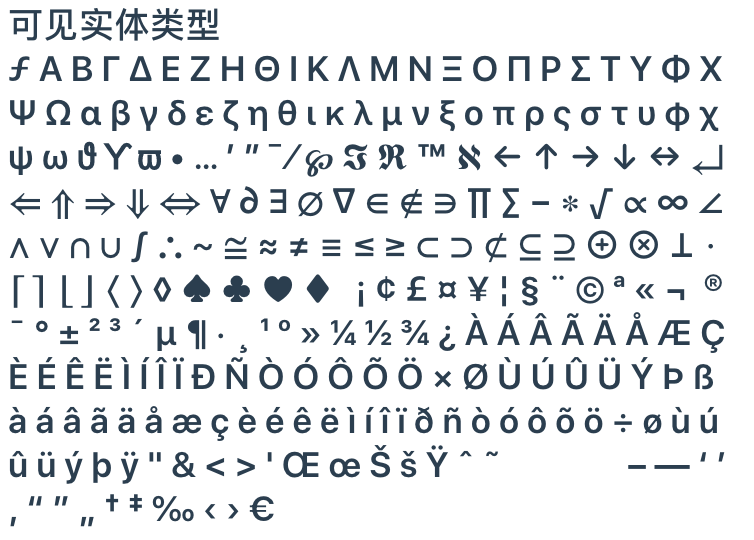 可见实体类型
ƒ Α Β Γ Δ Ε Ζ Η Θ Ι Κ Λ Μ Ν Ξ Ο Π Ρ Σ Τ Υ Φ Χ
Ψ Ω α β γ δ ε ζ η θ ι κ λ μ ν ξ ο π ρ ς σ τ υ φ χ
ψ ω ϑ ϒ ϖ • … ′ ″ ‾ ⁄ ℘ ℑ ℜ ™ ℵ ← ↑ → ↓ ↔ ↵
⇐ ⇑ ⇒ ⇓ ⇔ ∀ ∂ ∃ ∅ ∇ ∈ ∉ ∋ ∏ ∑ − ∗ √ ∝ ∞ ∠
∧ ∨ ∩ ∪ ∫ ∴ ∼ ≅ ≈ ≠ ≡ ≤ ≥ ⊂ ⊃ ⊄ ⊆ ⊇ ⊕ ⊗ ⊥ ⋅
⌈ ⌉ ⌊ ⌋ ⟨ ⟩ ◊ ♠ ♣ ♥ ♦ ¡ ¢ £ ¤ ¥ ¦ § ¨ © ª « ¬ ®
¯ ° ± ² ³ ´ µ ¶ · ¸ ¹ º » ¼ ½ ¾ ¿ À Á Â Ã Ä Å Æ Ç
È É Ê Ë Ì Í Î Ï Ð Ñ Ò Ó Ô Õ Ö × Ø Ù Ú Û Ü Ý Þ ß
à á â ã ä å æ ç è é ê ë ì í î ï ð ñ ò ó ô õ ö ÷ ø ù ú
û ü ý þ ÿ " & < > ' Œ œ Š š Ÿ ˆ ˜ – — ‘ ’
‚ “ ” „ † ‡ ‰ ‹ › €